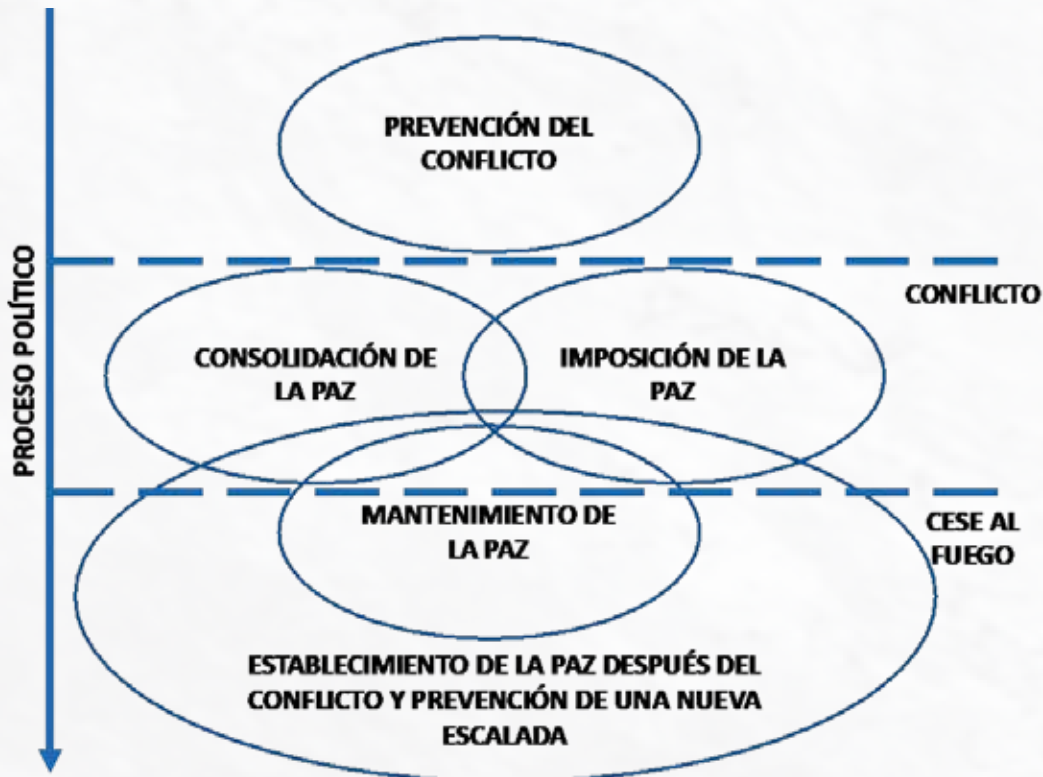 PREVENCIÓN DEL
CONFLICTO
PROCESO POLÍTICO
CONFLICTO
CONSOLIDACIÓN DE
LA PAZ
IMPOSICIÓN DE LA
PAZ
MANTENIMIENTO DE
LA PAZ
CESE AL
FUEGO
ESTABLECIMIENTO DE LA PAZ DESPUÉS DEL
CONFLICTO Y PREVENCIÓN DE UNA NUEVA
ESCALADA